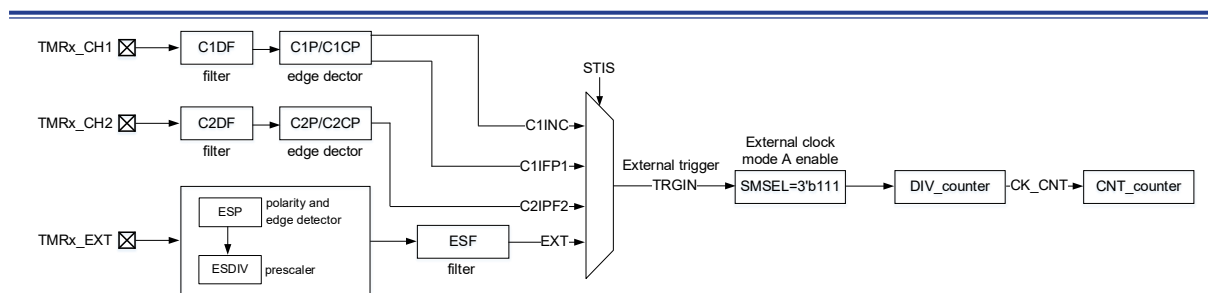 TMRx_CH1
C1DF
filter
C1P/C1CP
edge dector
STIS
TMRx_CH2
C2DF
filter
C2P/C2CP
edge dector
C1INC
C1IFP1
C2IPF2
EXT
External trigger
TRGIN
External clock
mode A enable
SMSEL=3'b111
DIV_counter
CK_CNT
CNT_counter
TMRx_EXT
ESP
polarity and
edge detector
ESDIV
prescaler
ESF
filter